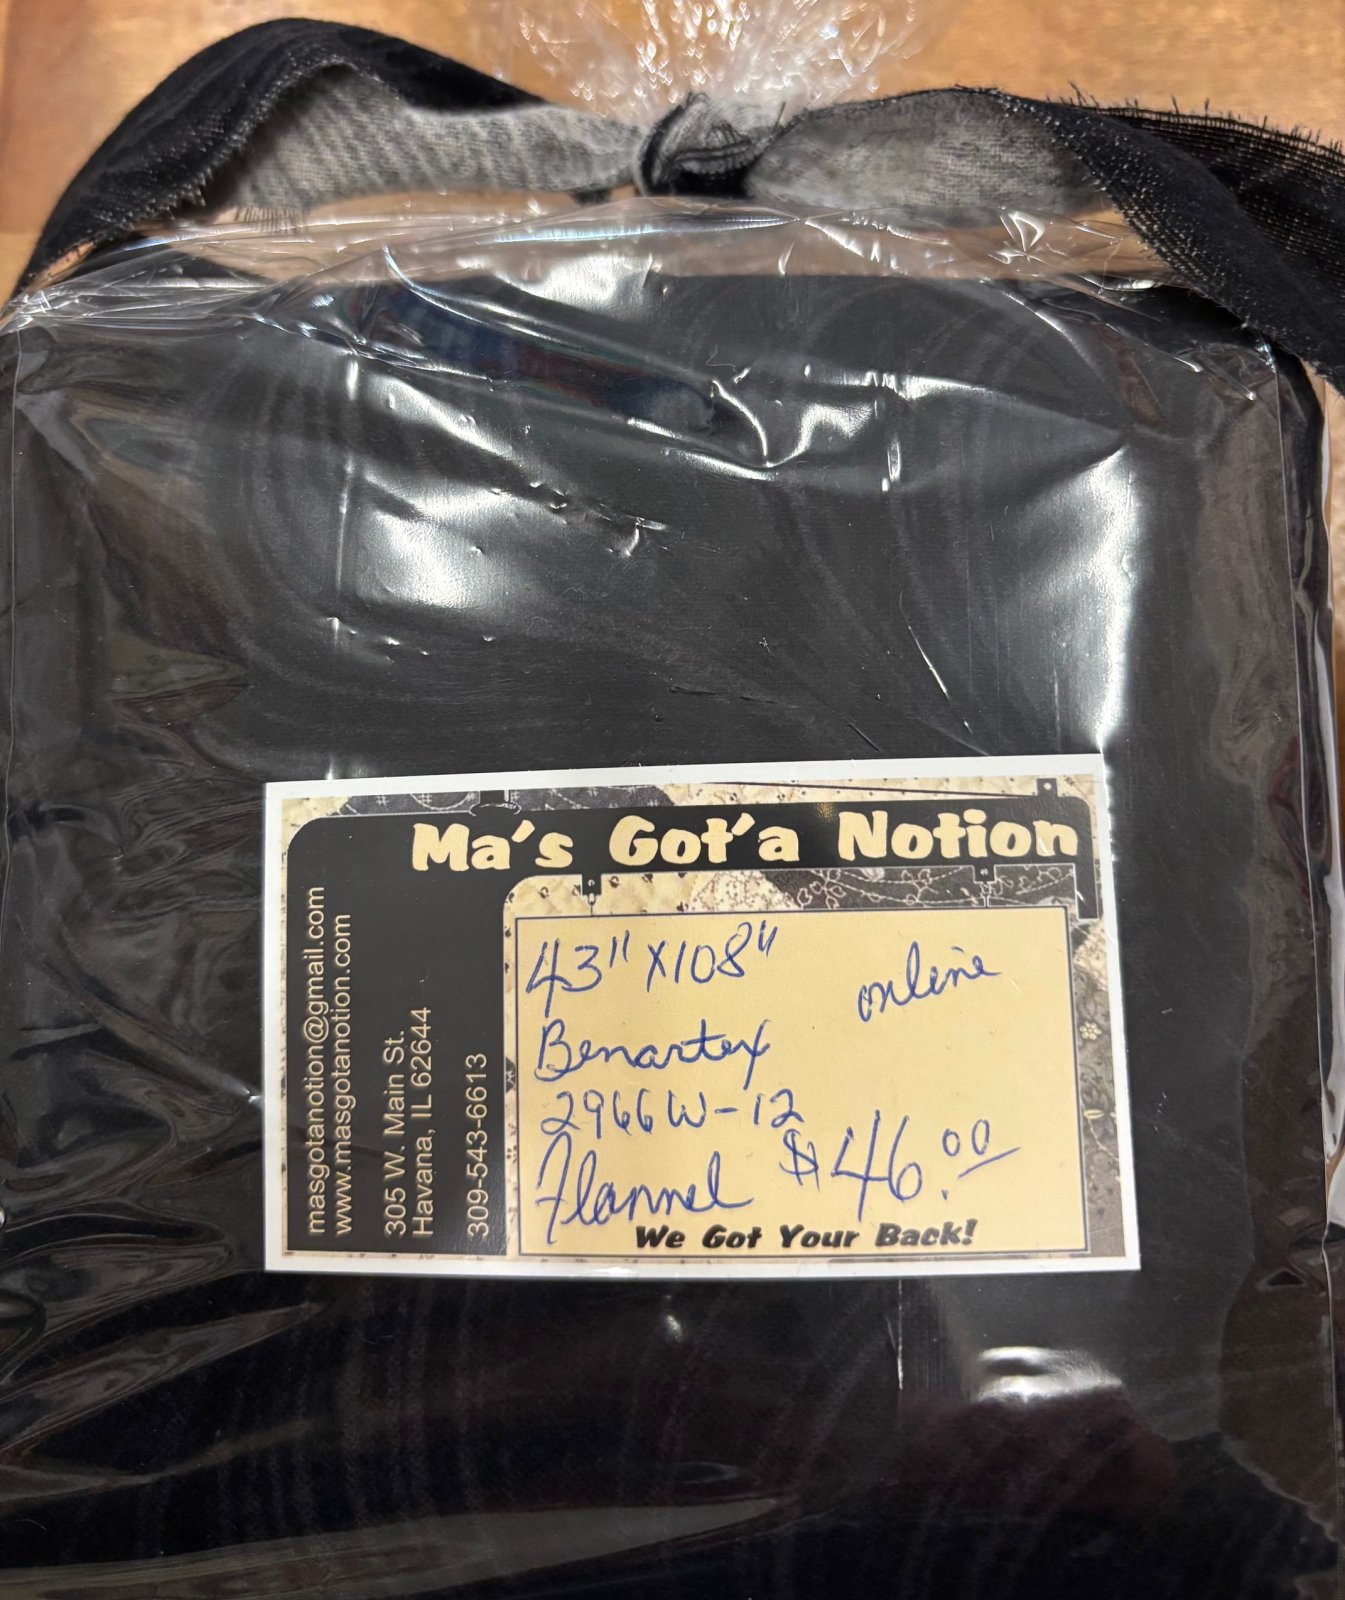 Ma's Got'a Notion
masgotanotion@gmail.com
www.masgotanotion.com
305 W. Main St.
Havana, IL 62644
309-543-6613
43" x 108" online
Benartex
2966W-12
Flannel $46.00
We Got Your Back!